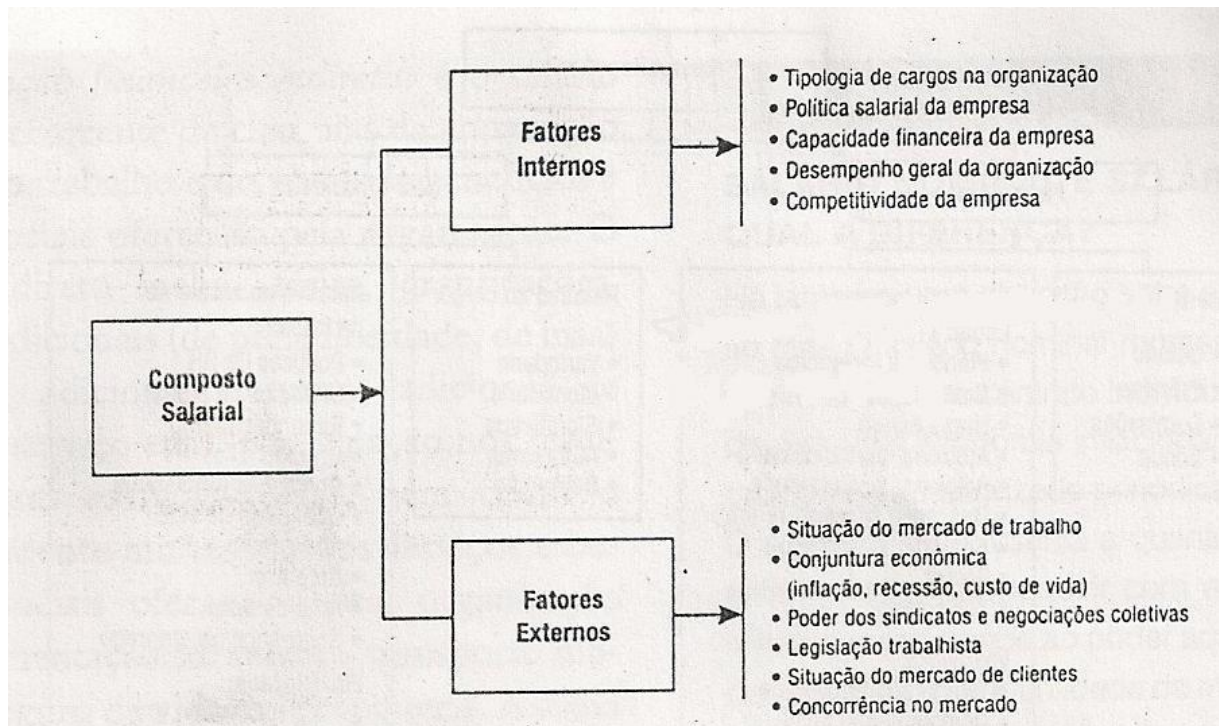 Composto
Salarial
Fatores
Internos
• Tipologia de cargos na organização
• Política salarial da empresa
• Capacidade financeira da empresa
• Desempenho geral da organização
• Competitividade da empresa
Fatores
Externos
• Situação do mercado de trabalho
• Conjuntura econômica
(inflação, recessão, custo de vida)
• Poder dos sindicatos e negociações coletivas
• Legislação trabalhista
• Situação do mercado de clientes
• Concorrência no mercado